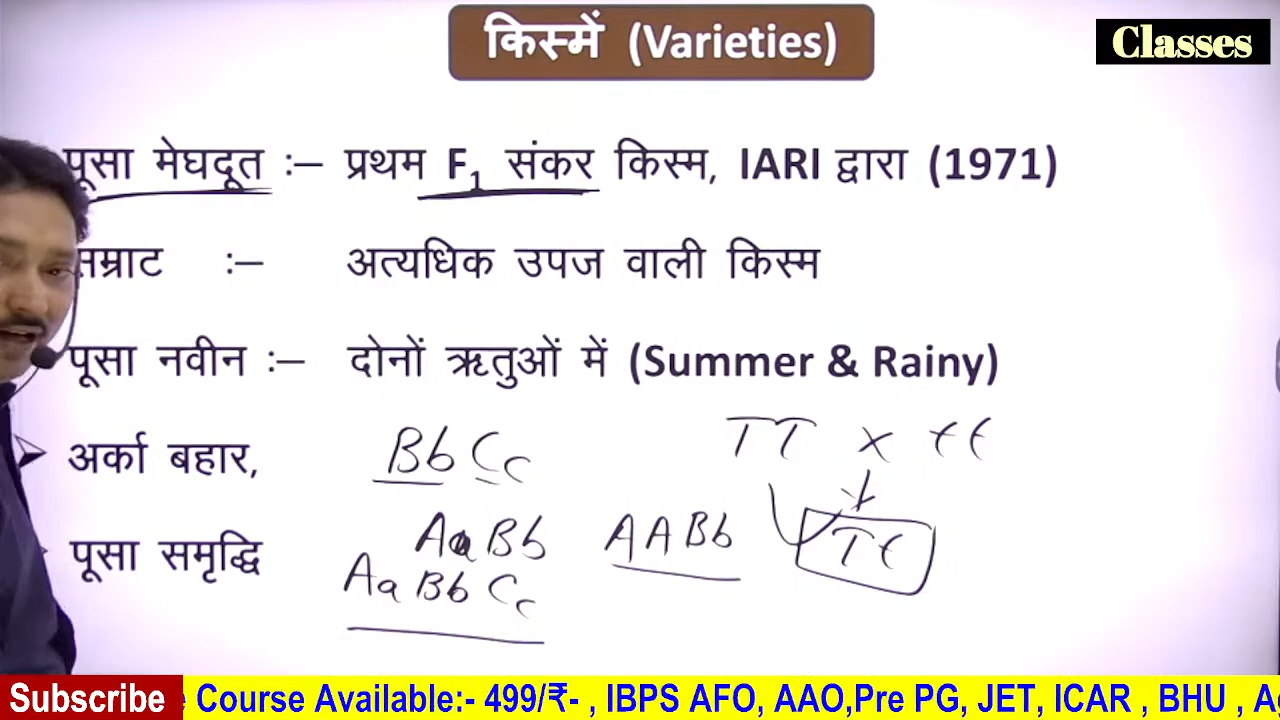 किस्में (Varieties)
Classes
पूसा मेघदूत :– प्रथम F1 संकर किस्म, IARI द्वारा (1971)
सम्राट :– अत्यधिक उपज वाली किस्म
पूसा नवीन :– दोनों ऋतुओं में (Summer & Rainy)
TT x tt
अर्का बहार, BbCc
AaBb AABb Tt
पूसा समृद्धि
AaBbCc
Subscribe Course Available:- 499/₹- , IBPS AFO, AAO,Pre PG, JET, ICAR , BHU ,